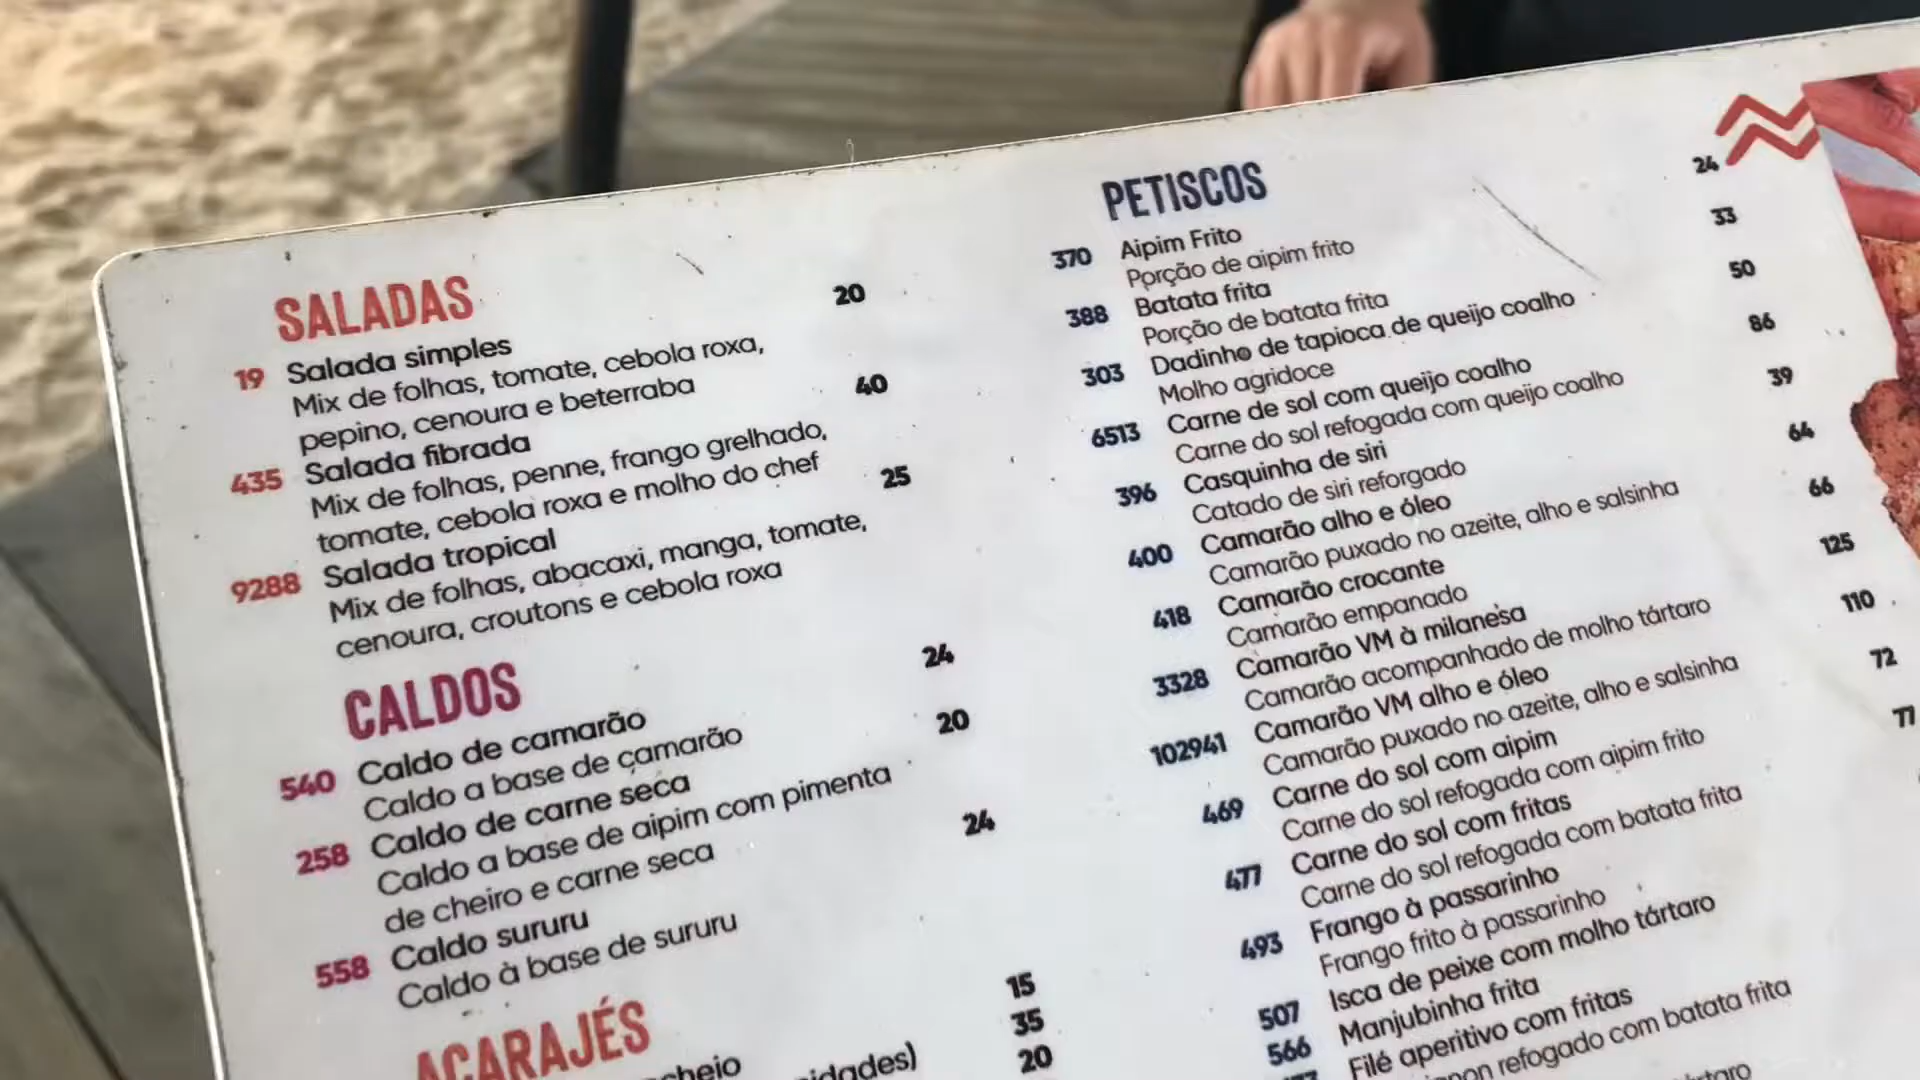 SALADAS
20
19 Salada simples
Mix de folhas, tomate, cebola roxa,
pepino, cenoura e beterraba
40
435 Salada fibrada
Mix de folhas, penne, frango grelhado,
tomate, cebola roxa e molho do chef
25
9288 Salada tropical
Mix de folhas, abacaxi, manga, tomate,
cenoura, croutons e cebola roxa
CALDOS
24
540 Caldo de camarão
Caldo a base de camarão
20
258 Caldo de carne seca
Caldo a base de aipim com pimenta
de cheiro e carne seca
24
558 Caldo sururu
Caldo à base de sururu
ACARAJÉS
15
35
20
PETISCOS
24
370 Aipim Frito
Porção de aipim frito
33
388 Batata frita
Porção de batata frita
50
303 Dadinho de tapioca de queijo coalho
Molho agridoce
86
6513 Carne de sol com queijo coalho
Carne do sol refogada com queijo coalho
39
396 Casquinha de siri
Catado de siri reforgado
64
400 Camarão alho e óleo
Camarão puxado no azeite, alho e salsinha
66
418 Camarão crocante
Camarão empanado
125
3328 Camarão VM à milanesa
Camarão acompanhado de molho tártaro
110
102941 Camarão VM alho e óleo
Camarão puxado no azeite, alho e salsinha
72
469 Carne do sol com aipim
Carne do sol refogada com aipim frito
77
477 Carne do sol com fritas
Carne do sol refogada com batata frita
493 Frango à passarinho
Frango frito à passarinho
507 Isca de peixe com molho tártaro
566 Manjubinha frita
Filé aperitivo com fritas
refogado com batata frita